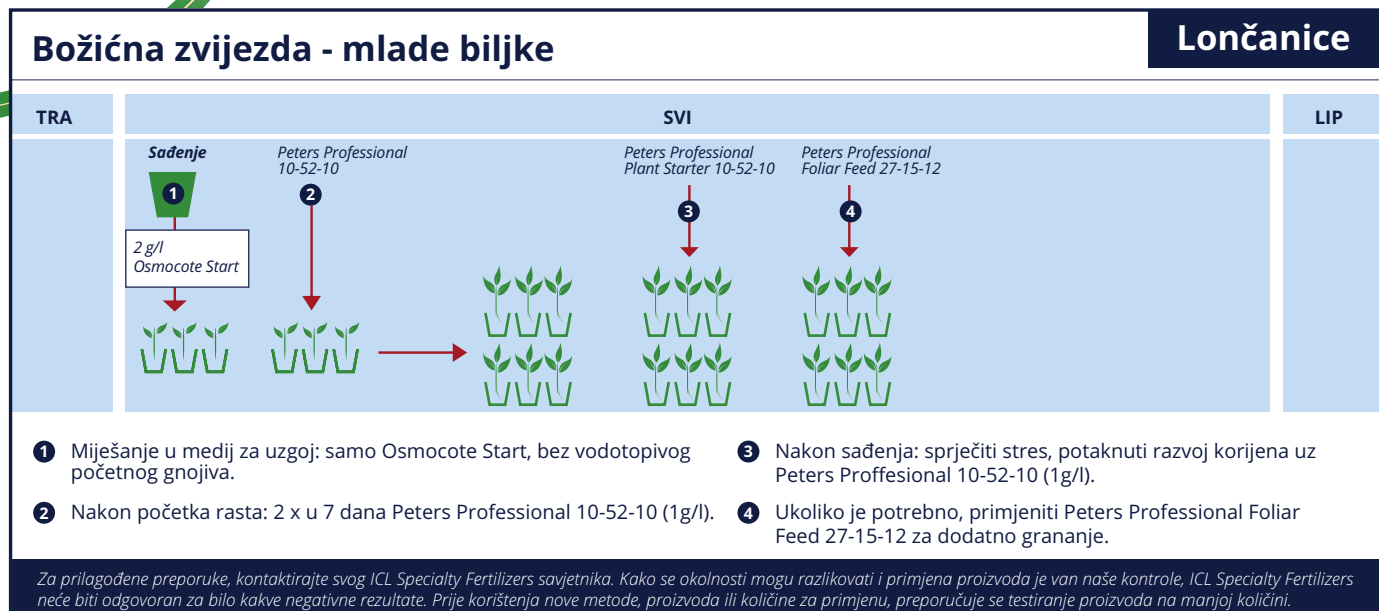 Božićna zvijezda - mlade biljke
Lončanice
TRA
SVI
LIP
Sađenje
1
2 g/l
Osmocote Start
Peters Professional
10-52-10
2
Peters Professional
Plant Starter 10-52-10
3
Peters Professional
Foliar Feed 27-15-12
4
1 Miješanje u medij za uzgoj: samo Osmocote Start, bez vodotopivog
početnog gnojiva.
2 Nakon početka rasta: 2 x u 7 dana Peters Professional 10-52-10 (1g/l).
3 Nakon sađenja: sprječiti stres, potaknuti razvoj korijena uz
Peters Proffesional 10-52-10 (1g/l).
4 Ukoliko je potrebno, primjeniti Peters Professional Foliar
Feed 27-15-12 za dodatno grananje.
Za prilagođene preporuke, kontaktirajte svog ICL Specialty Fertilizers savjetnika. Kako se okolnosti mogu razlikovati i primjena proizvoda je van naše kontrole, ICL Specialty Fertilizers
neće biti odgovoran za bilo kakve negativne rezultate. Prije korištenja nove metode, proizvoda ili količine za primjenu, preporučuje se testiranje proizvoda na manjoj količini.